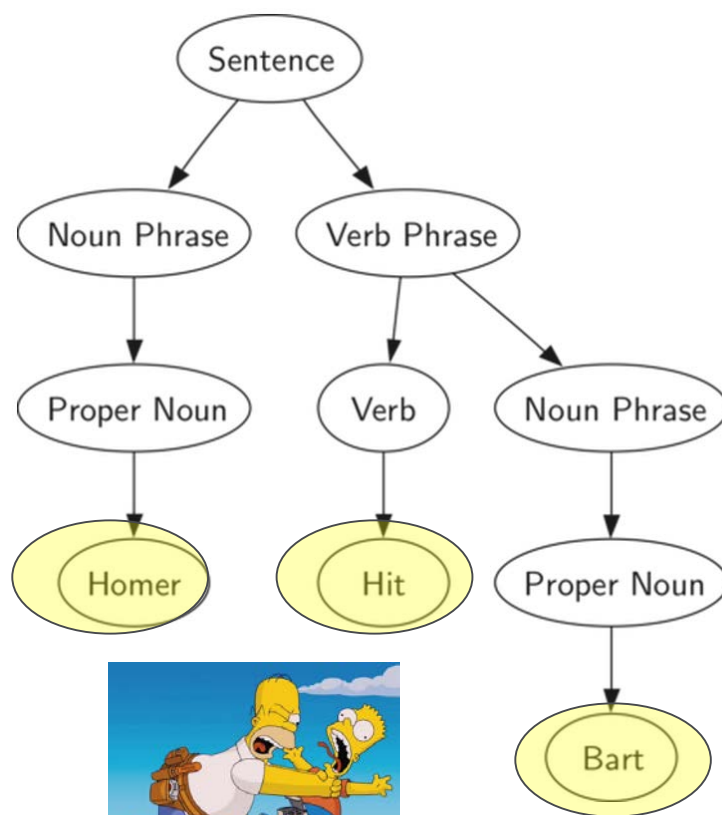 Sentence
Noun Phrase Verb Phrase
Proper Noun Verb Noun Phrase
Homer Hit Proper Noun
Bart